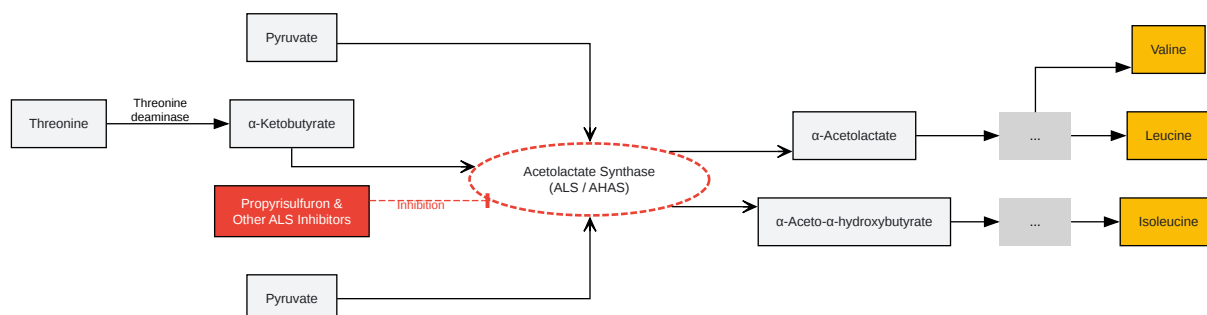 Pyruvate
Threonine
Threonine
deaminase
α-Ketobutyrate
Propyrisulfuron &
Other ALS Inhibitors
Inhibition
Pyruvate
Acetolactate Synthase
(ALS / AHAS)
α-Acetolactate
...
Valine
Leucine
α-Aceto-α-hydroxybutyrate
...
Isoleucine